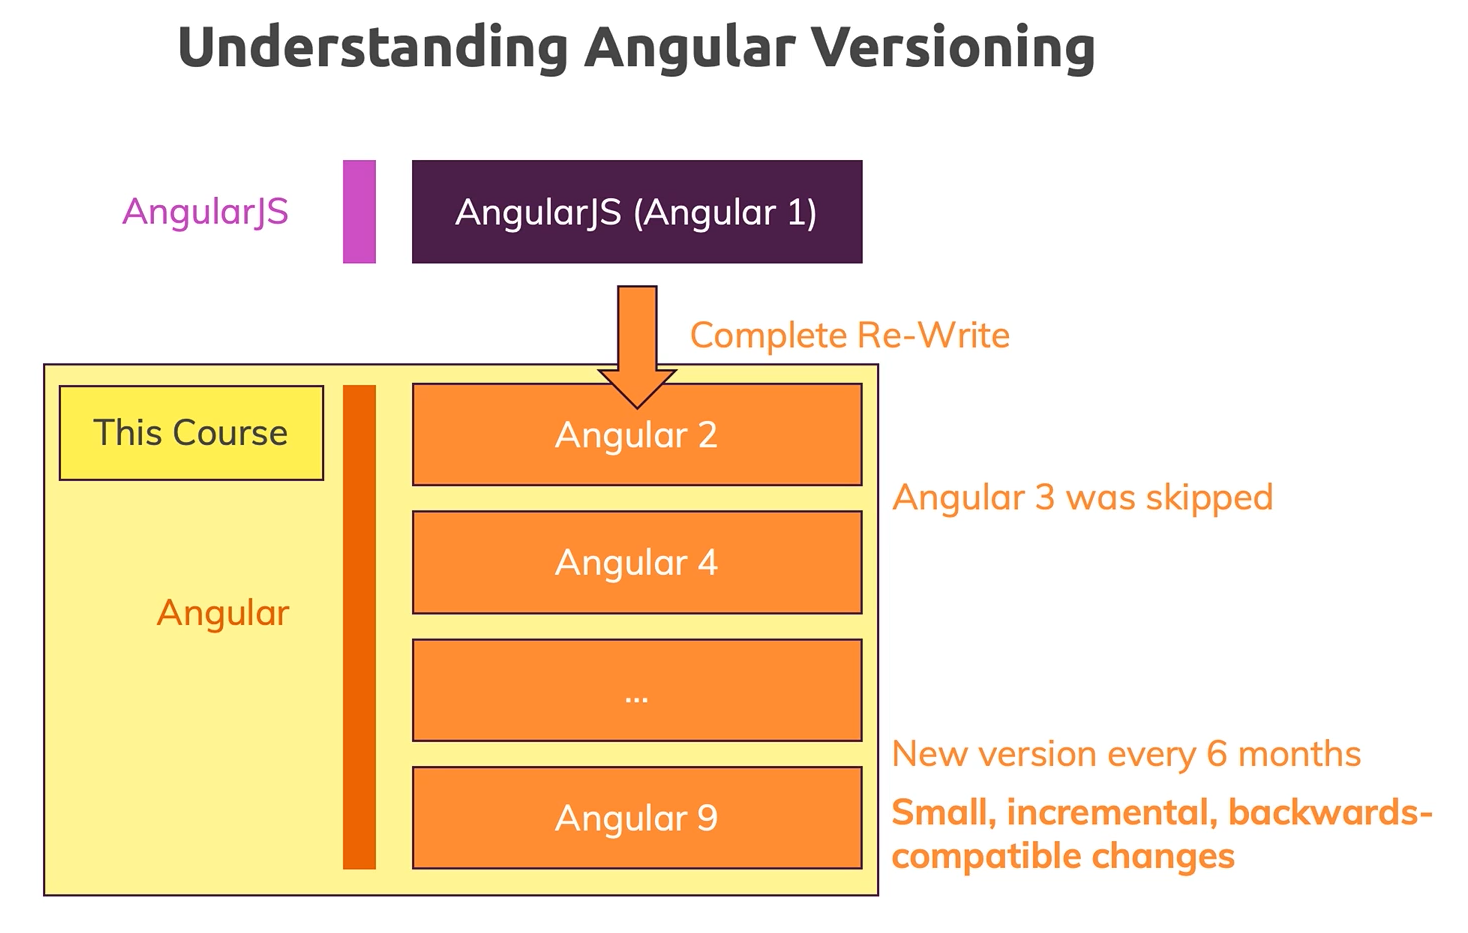 Understanding Angular Versioning
AngularJS
AngularJS (Angular 1)
Complete Re-Write
This Course
Angular 2
Angular 3 was skipped
Angular 4
Angular
...
New version every 6 months
Angular 9
Small, incremental, backwards-
compatible changes